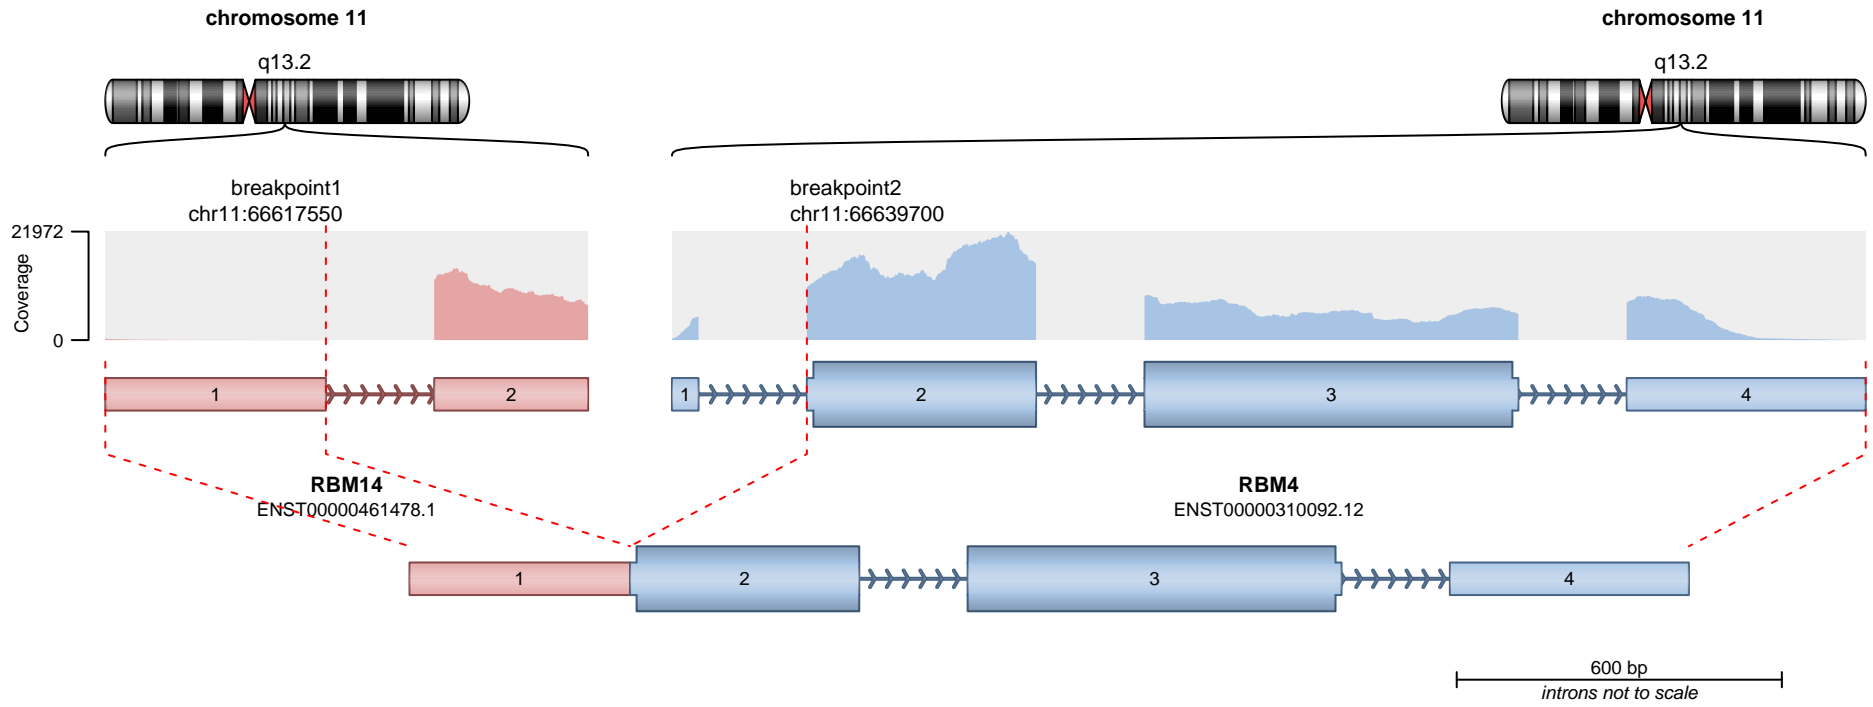 chromosome 11
chromosome 11
q13.2
q13.2
breakpoint1
chr11:66617550
breakpoint2
chr11:66639700
21972
Coverage
0
1
2
1
2
3
4
RBM14
ENST00000461478.1
RBM4
ENST00000310092.12
1
2
3
4
600 bp
introns not to scale